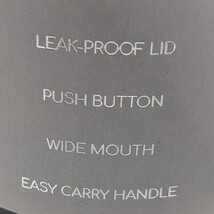 LEAK-PROOF LID
PUSH BUTTON
WIDE MOUTH
EASY CARRY HANDLE